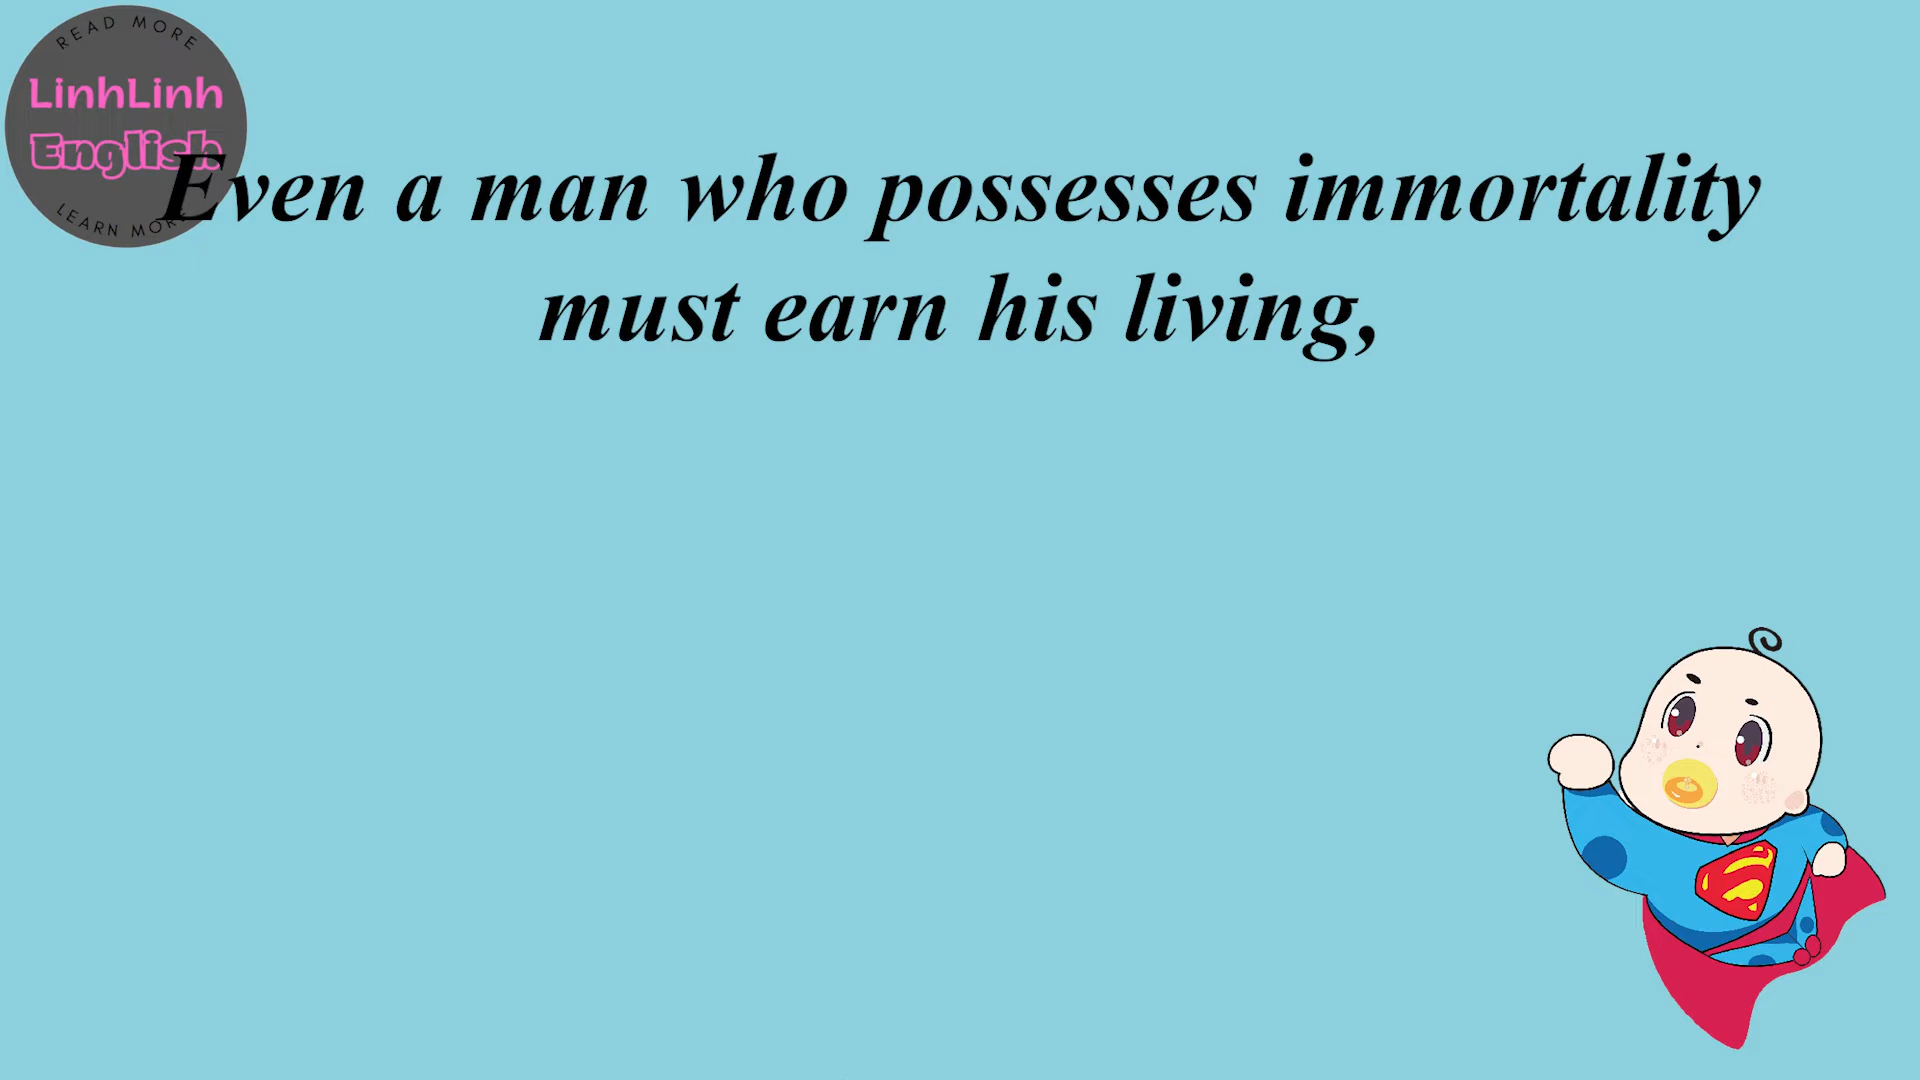 READ MORE
LinhLinh
English
LEARN MORE
Even a man who possesses immortality
must earn his living,